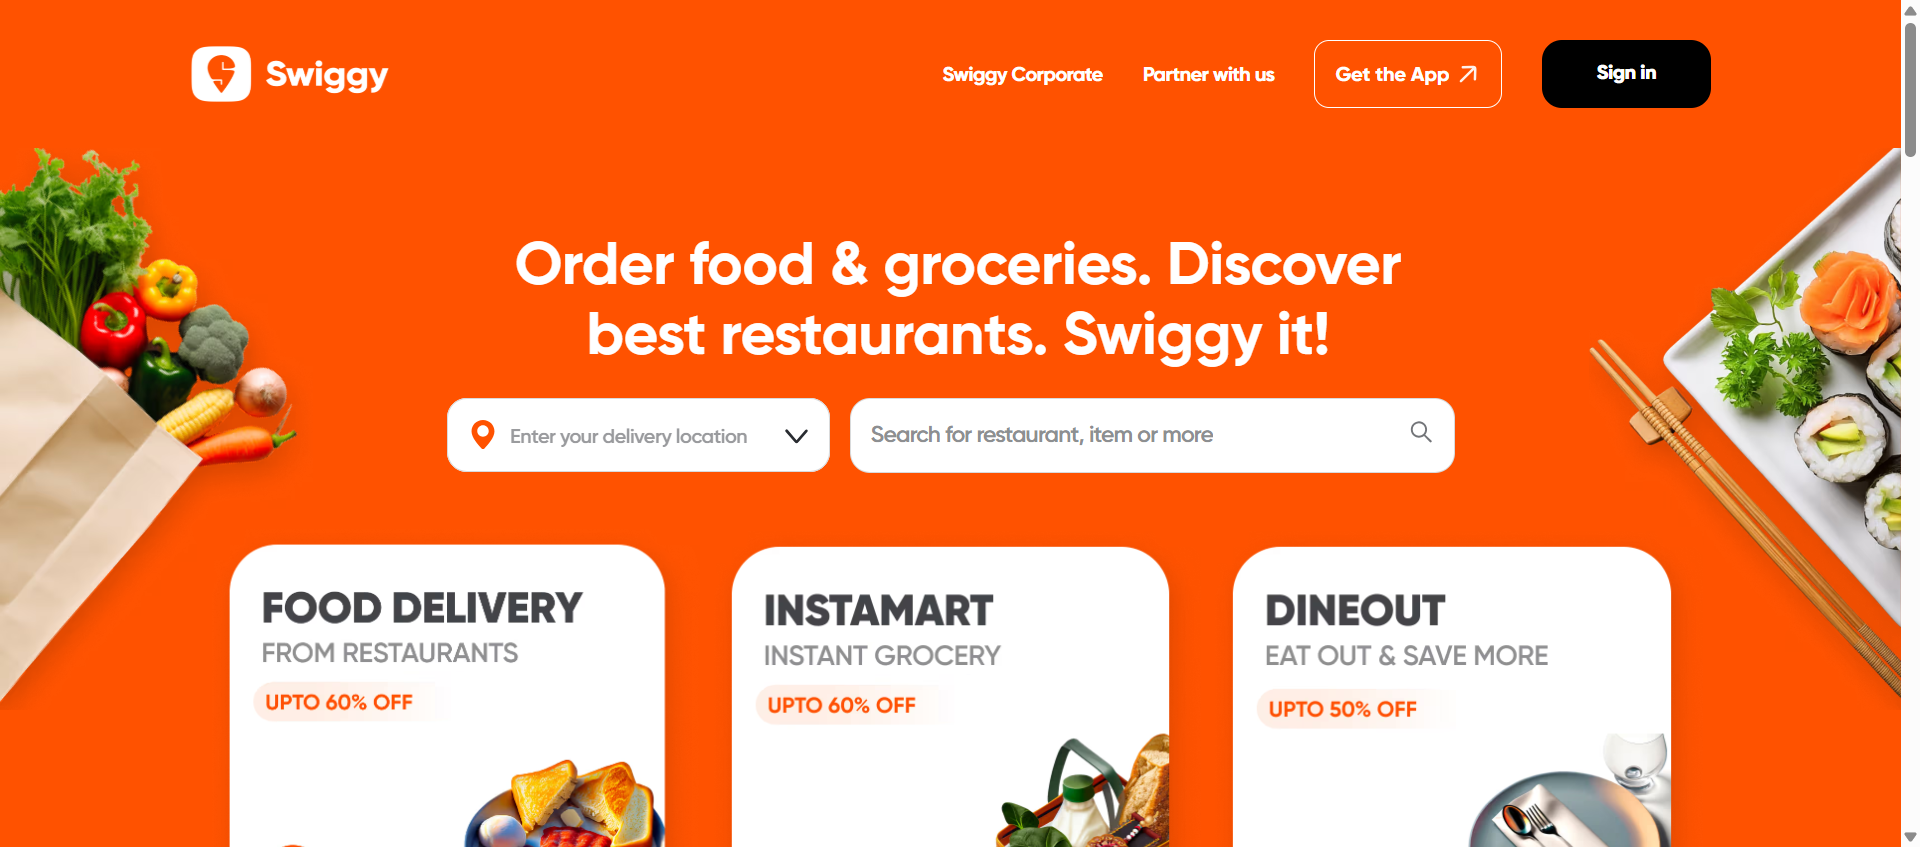 Swiggy
Swiggy Corporate
Partner with us
Get the App
Sign in
Order food & groceries. Discover
best restaurants. Swiggy it!
Enter your delivery location
Search for restaurant, item or more
FOOD DELIVERY
FROM RESTAURANTS
UPTO 60% OFF
INSTAMART
INSTANT GROCERY
UPTO 60% OFF
DINEOUT
EAT OUT & SAVE MORE
UPTO 50% OFF